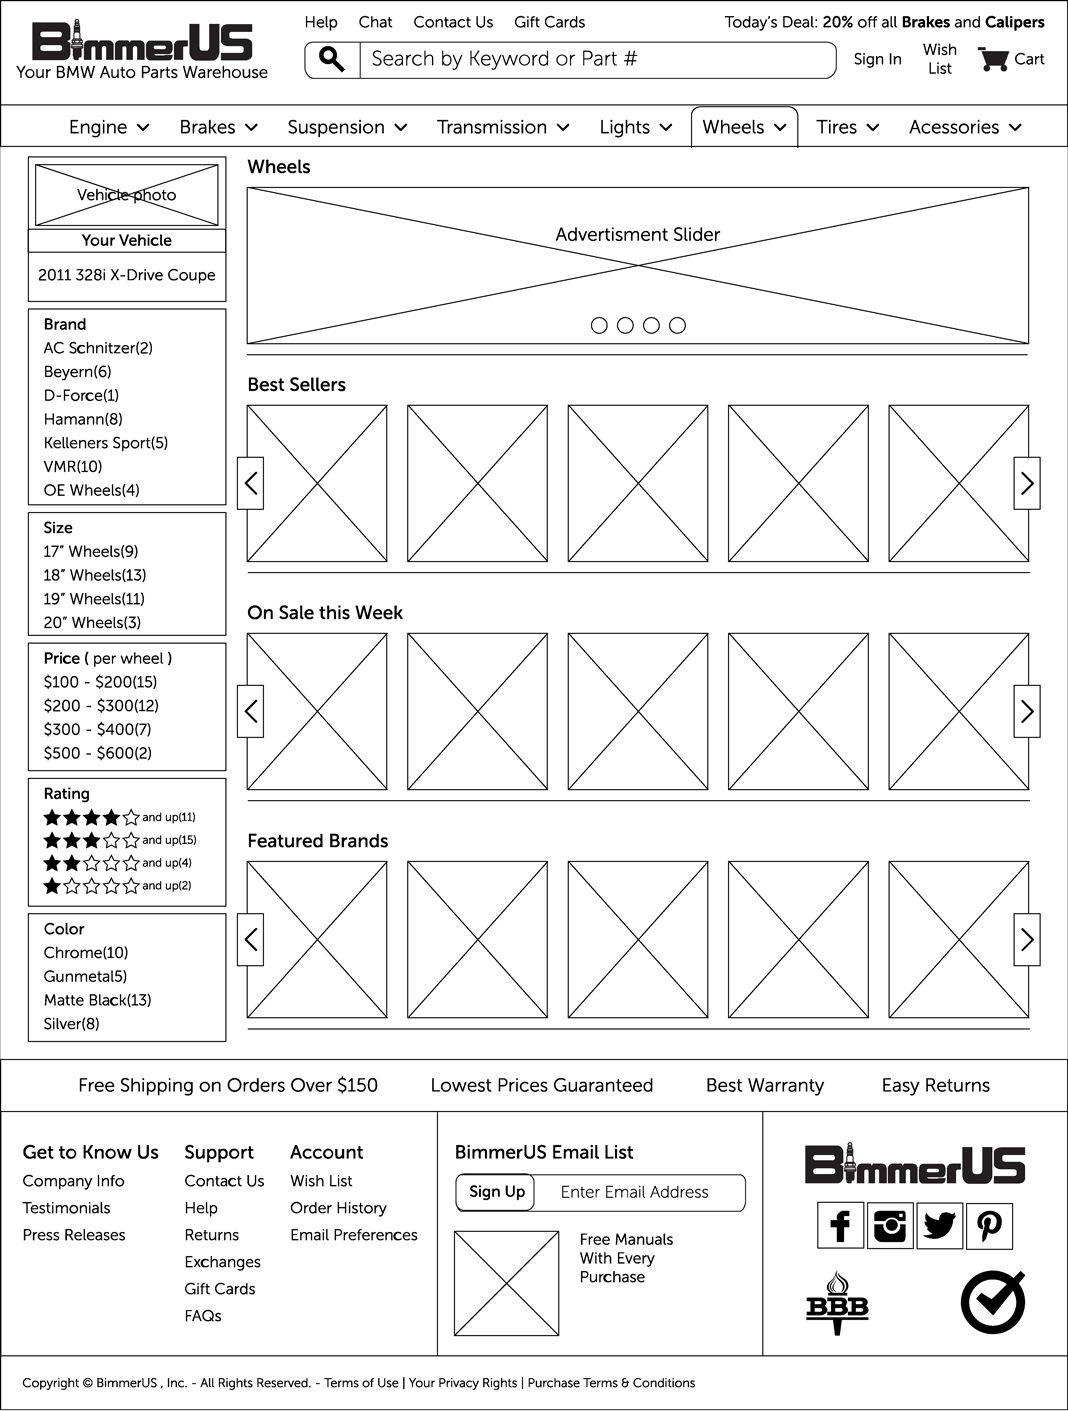 BimmerUS
Your BMW Auto Parts Warehouse
Help Chat Contact Us Gift Cards
Today's Deal: 20% off all Brakes and Calipers
Search by Keyword or Part #
Sign In
Wish
List
Cart
Engine Brakes Suspension Transmission Lights Wheels Tires Acessories
Vehicle photo
Your Vehicle
2011 328i X-Drive Coupe
Brand
AC Schnitzer(2)
Beyern(6)
D-Force(1)
Hamann(8)
Kelleners Sport(5)
VMR(10)
OE Wheels(4)
Size
17" Wheels(9)
18" Wheels(13)
19" Wheels(11)
20" Wheels(3)
Price ( per wheel )
$100 - $200(15)
$200 - $300(12)
$300 - $400(7)
$500 - $600(2)
Rating
and up(11)
and up(15)
and up(4)
and up(2)
Color
Chrome(10)
Gunmetal5)
Matte Black(13)
Silver(8)
Wheels
Advertisment Slider
Best Sellers
On Sale this Week
Featured Brands
Free Shipping on Orders Over $150 Lowest Prices Guaranteed Best Warranty Easy Returns
Get to Know Us
Company Info
Testimonials
Press Releases
Support
Contact Us
Help
Returns
Exchanges
Gift Cards
FAQs
Account
Wish List
Order History
Email Preferences
BimmerUS Email List
Sign Up Enter Email Address
Free Manuals
With Every
Purchase
BimmerUS
BBB
Copyright © BimmerUS , Inc. - All Rights Reserved. - Terms of Use | Your Privacy Rights | Purchase Terms & Conditions